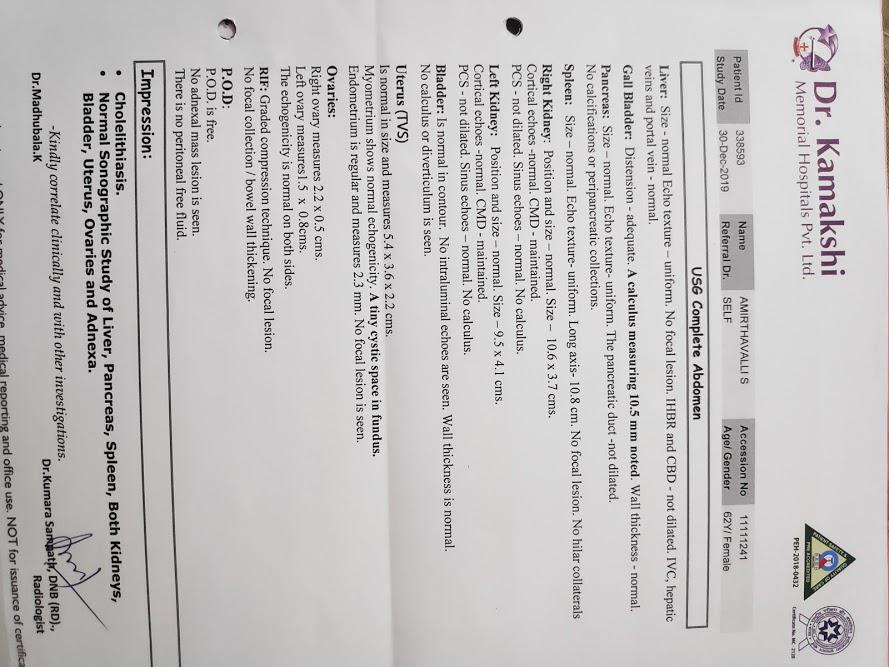 Dr. Kamakshi
Memorial Hospitals Pvt. Ltd.
PEH-2018-0432
Certificate No. MC - 2128
Patient Id 338593 Name AMIRTHAVALLI S Accession No 11111241
Study Date 30-Dec-2019 Referral Dr. SELF Age/ Gender 62Y/ Female
USG Complete Abdomen
Liver: Size - normal Echo texture – uniform. No focal lesion. IHBR and CBD - not dilated. IVC, hepatic
veins and portal vein - normal.
Gall Bladder: Distension - adequate. A calculus measuring 10.5 mm noted. Wall thickness - normal.
Pancreas: Size – normal. Echo texture- uniform. The pancreatic duct -not dilated.
No calcifications or peripancreatic collections.
Spleen: Size – normal. Echo texture- uniform. Long axis- 10.8 cm. No focal lesion. No hilar collaterals
Right Kidney: Position and size – normal. Size – 10.6 x 3.7 cms.
Cortical echoes -normal. CMD - maintained.
PCS - not dilated. Sinus echoes – normal. No calculus.
Left Kidney: Position and size – normal. Size – 9.5 x 4.1 cms.
Cortical echoes -normal. CMD - maintained.
PCS - not dilated. Sinus echoes – normal. No calculus.
Bladder: Is normal in contour. No intraluminal echoes are seen. Wall thickness is normal.
No calculus or diverticulum is seen.
Uterus (TVS)
Is normal in size and measures 5.4 x 3.6 x 2.2 cms.
Myometrium shows normal echogenicity. A tiny cystic space in fundus.
Endometrium is regular and measures 2.3 mm. No focal lesion is seen.
Ovaries:
Right ovary measures 2.2 x 0.5 cms.
Left ovary measures1.5 x 0.8cms.
The echogenicity is normal on both sides.
RIF: Graded compression technique. No focal lesion.
No focal collection / bowel wall thickening.
P.O.D:
P.O.D. is free.
No adnexal mass lesion is seen.
There is no peritoneal free fluid.
Impression:
• Cholelithiasis.
• Normal Sonographic Study of Liver, Pancreas, Spleen, Both Kidneys,
Bladder, Uterus, Ovaries and Adnexa.
-Kindly correlate clinically and with other investigations.
Dr.Madhubala.K Dr.Kumara Sampath, DNB (RD).,
Radiologist
ONLY for medical advice, medical reporting and office use. NOT for issuance of certifica